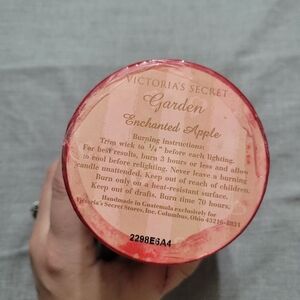 VICTORIA'S SECRET
Garden
Enchanted Apple
Burning instructions:
Trim wick to 1/4" before each lighting.
For best results, burn 3 hours or less and allow
to cool before relighting. Never leave a burning
candle unattended. Keep out of reach of children.
Burn only on a heat-resistant surface.
Keep out of drafts. Burn time 70 hours.
Handmade in Guatemala exclusively for
Victoria's Secret Stores, Inc. Columbus, Ohio 43216-
2298E6A4